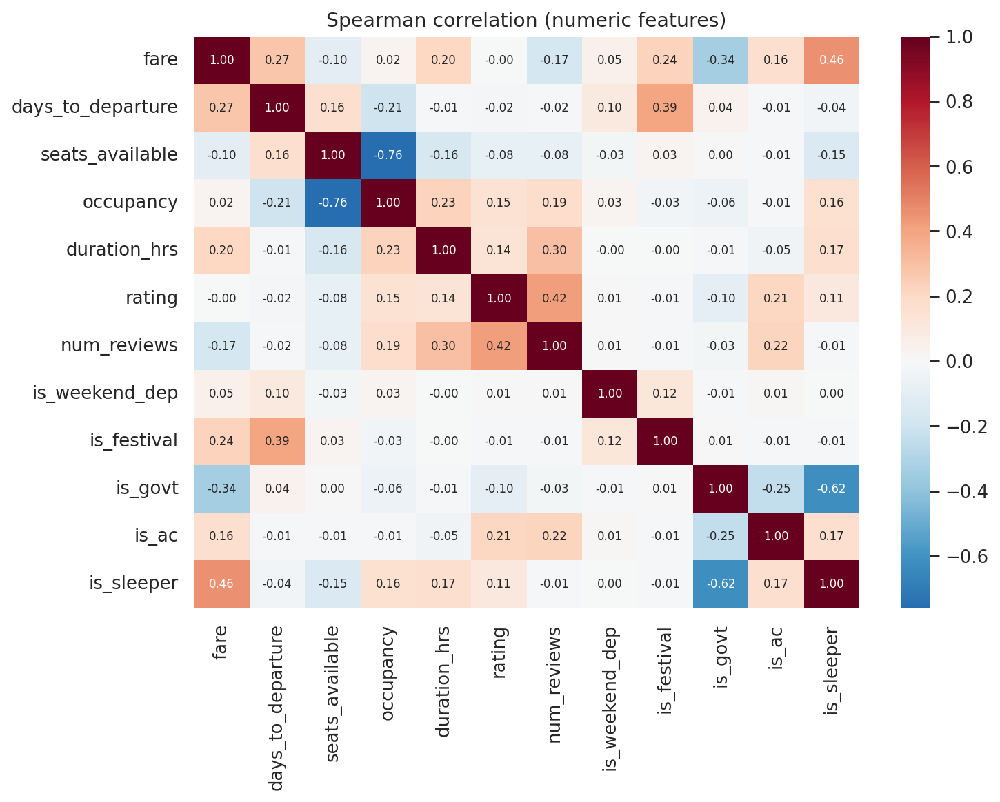 Spearman correlation (numeric features)
fare 1.00 0.27 -0.10 0.02 0.20 -0.00 -0.17 0.05 0.24 -0.34 0.16 0.46
days_to_departure 0.27 1.00 0.16 -0.21 -0.01 -0.02 -0.02 0.10 0.39 0.04 -0.01 -0.04
seats_available -0.10 0.16 1.00 -0.76 -0.16 -0.08 -0.08 -0.03 0.03 0.00 -0.01 -0.15
occupancy 0.02 -0.21 -0.76 1.00 0.23 0.15 0.19 0.03 -0.03 -0.06 -0.01 0.16
duration_hrs 0.20 -0.01 -0.16 0.23 1.00 0.14 0.30 -0.00 -0.00 -0.01 -0.05 0.17
rating -0.00 -0.02 -0.08 0.15 0.14 1.00 0.42 0.01 -0.01 -0.10 0.21 0.11
num_reviews -0.17 -0.02 -0.08 0.19 0.30 0.42 1.00 0.01 -0.01 -0.03 0.22 -0.01
is_weekend_dep 0.05 0.10 -0.03 0.03 -0.00 0.01 0.01 1.00 0.12 -0.01 0.01 0.00
is_festival 0.24 0.39 0.03 -0.03 -0.00 -0.01 -0.01 0.12 1.00 0.01 -0.01 -0.01
is_govt -0.34 0.04 0.00 -0.06 -0.01 -0.10 -0.03 -0.01 0.01 1.00 -0.25 -0.62
is_ac 0.16 -0.01 -0.01 -0.01 -0.05 0.21 0.22 0.01 -0.01 -0.25 1.00 0.17
is_sleeper 0.46 -0.04 -0.15 0.16 0.17 0.11 -0.01 0.00 -0.01 -0.62 0.17 1.00
fare
days_to_departure
seats_available
occupancy
duration_hrs
rating
num_reviews
is_weekend_dep
is_festival
is_govt
is_ac
is_sleeper
1.0
0.8
0.6
0.4
0.2
0.0
−0.2
−0.4
−0.6